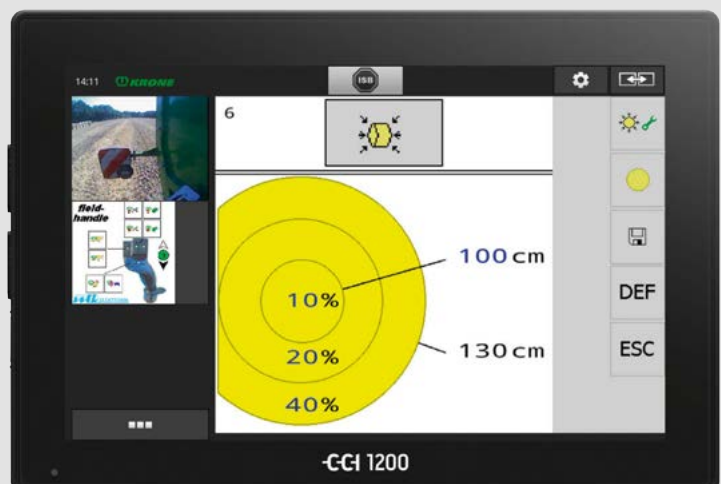 14:11 KRONE
ISB
6
field-
handle
100 cm
10%
20%
130 cm
40%
DEF
ESC
CCI 1200